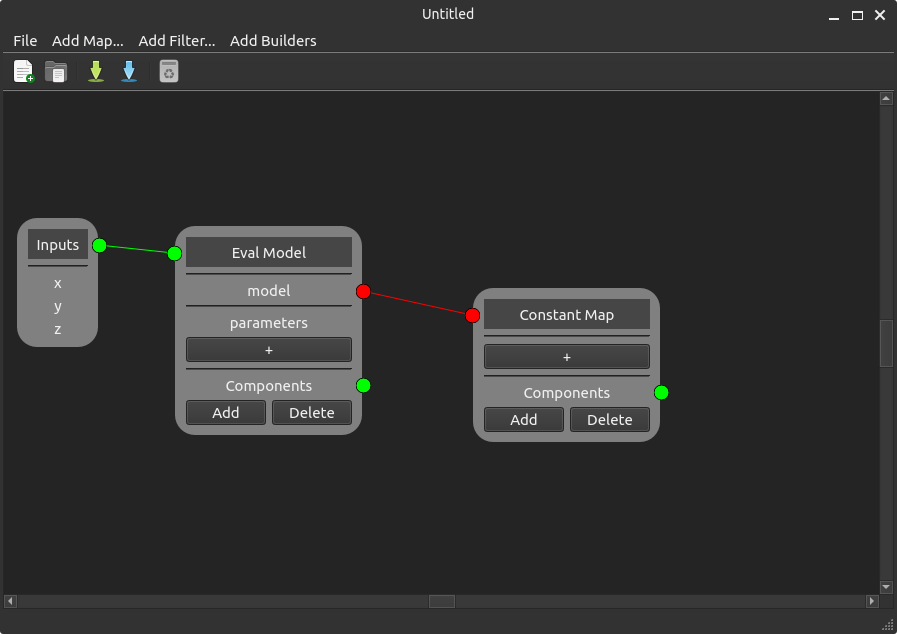 Untitled
File Add Map... Add Filter... Add Builders
Inputs
x
y
z
Eval Model
model
parameters
+
Components
Add Delete
Constant Map
+
Components
Add Delete